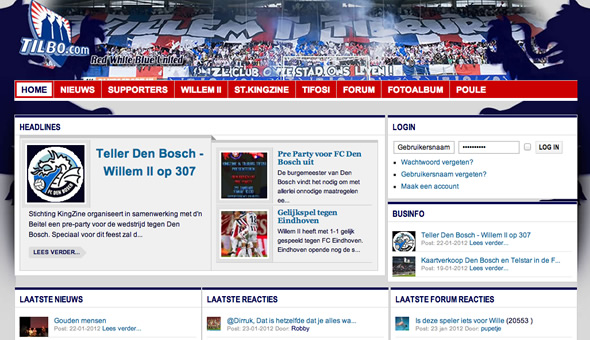 TILBO.com
Red White Blue United
HOME NIEUWS SUPPORTERS WILLEM II ST.KINGZINE TIFOSI FORUM FOTOALBUM POULE
HEADLINES
Teller Den Bosch -
Willem II op 307
Stichting KingZine organiseert in samenwerking met d'n
Beitel een pre-party voor de wedstrijd tegen Den
Bosch. Speciaal voor dit feest zal d...
LEES VERDER...
Pre Party voor FC Den
Bosch uit
De burgemeester van Den
Bosch vindt het nodig om met
allerlei onnodige maatregelen
ee...
Gelijkspel tegen
Eindhoven
Willem II heeft met 1-1 gelijk
gespeeld tegen FC Eindhoven.
Opende nog de s...
LOGIN
Gebruikersnaam LOG IN
Wachtwoord vergeten?
Gebruikersnaam vergeten?
Maak een account
BUSINFO
Teller Den Bosch - Willem II op 307
Post: 22-01-2012 Lees verder...
Kaartverkoop Den Bosch en Telstar in de F...
Post: 19-01-2012 Lees verder...
LAATSTE NIEUWS
Gouden mensen
Post: 22-01-2012 Lees verder...
LAATSTE REACTIES
@Dimuk, Dat is hetzelfde dat je alles wa...
Post: 23-01-2012 Door: Robby
LAATSTE FORUM REACTIES
Is deze speler iets voor Wille (20553 )
Post: 23 jan 2012 Door: pupetje